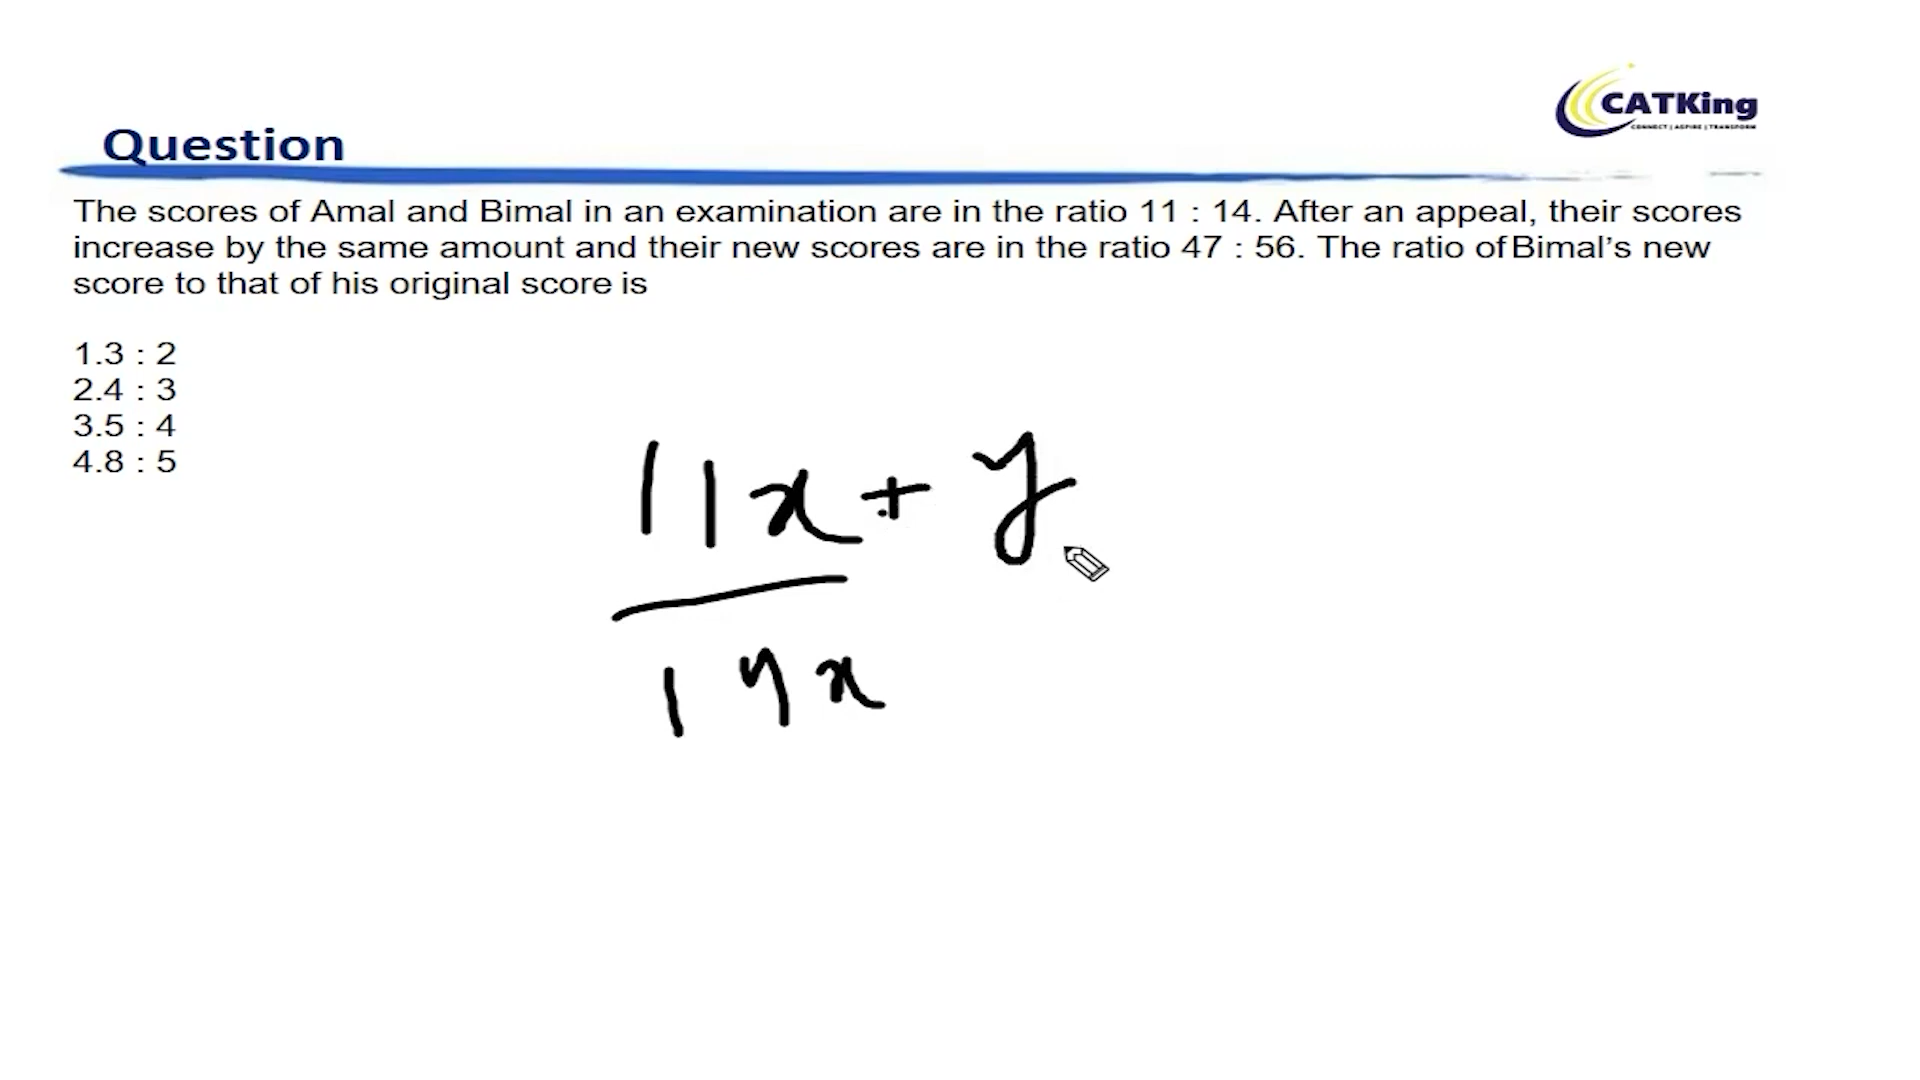 CATKing
CONNECT | ASPIRE | TRANSFORM
Question
The scores of Amal and Bimal in an examination are in the ratio 11 : 14. After an appeal, their scores
increase by the same amount and their new scores are in the ratio 47 : 56. The ratio of Bimal’s new
score to that of his original score is
1.3 : 2
2.4 : 3
3.5 : 4
4.8 : 5
11x + y
14x